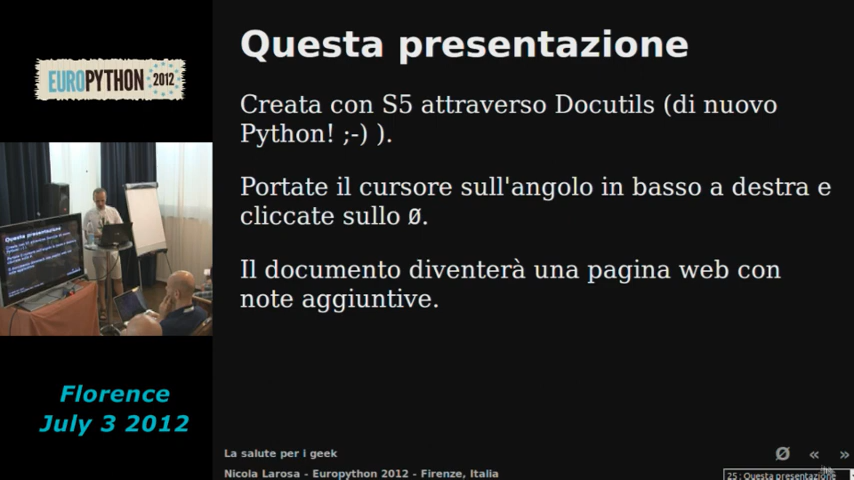 EUROPYTHON 2012
Florence
July 3 2012
Questa presentazione
Creata con S5 attraverso Docutils (di nuovo
Python! ;-) ).
Portate il cursore sull'angolo in basso a destra e
cliccate sullo Ø.
Il documento diventerà una pagina web con
note aggiuntive.
La salute per i geek
Nicola Larosa - Europython 2012 - Firenze, Italia
Ø « »
25 : Questa presentazione
Questa presentazione